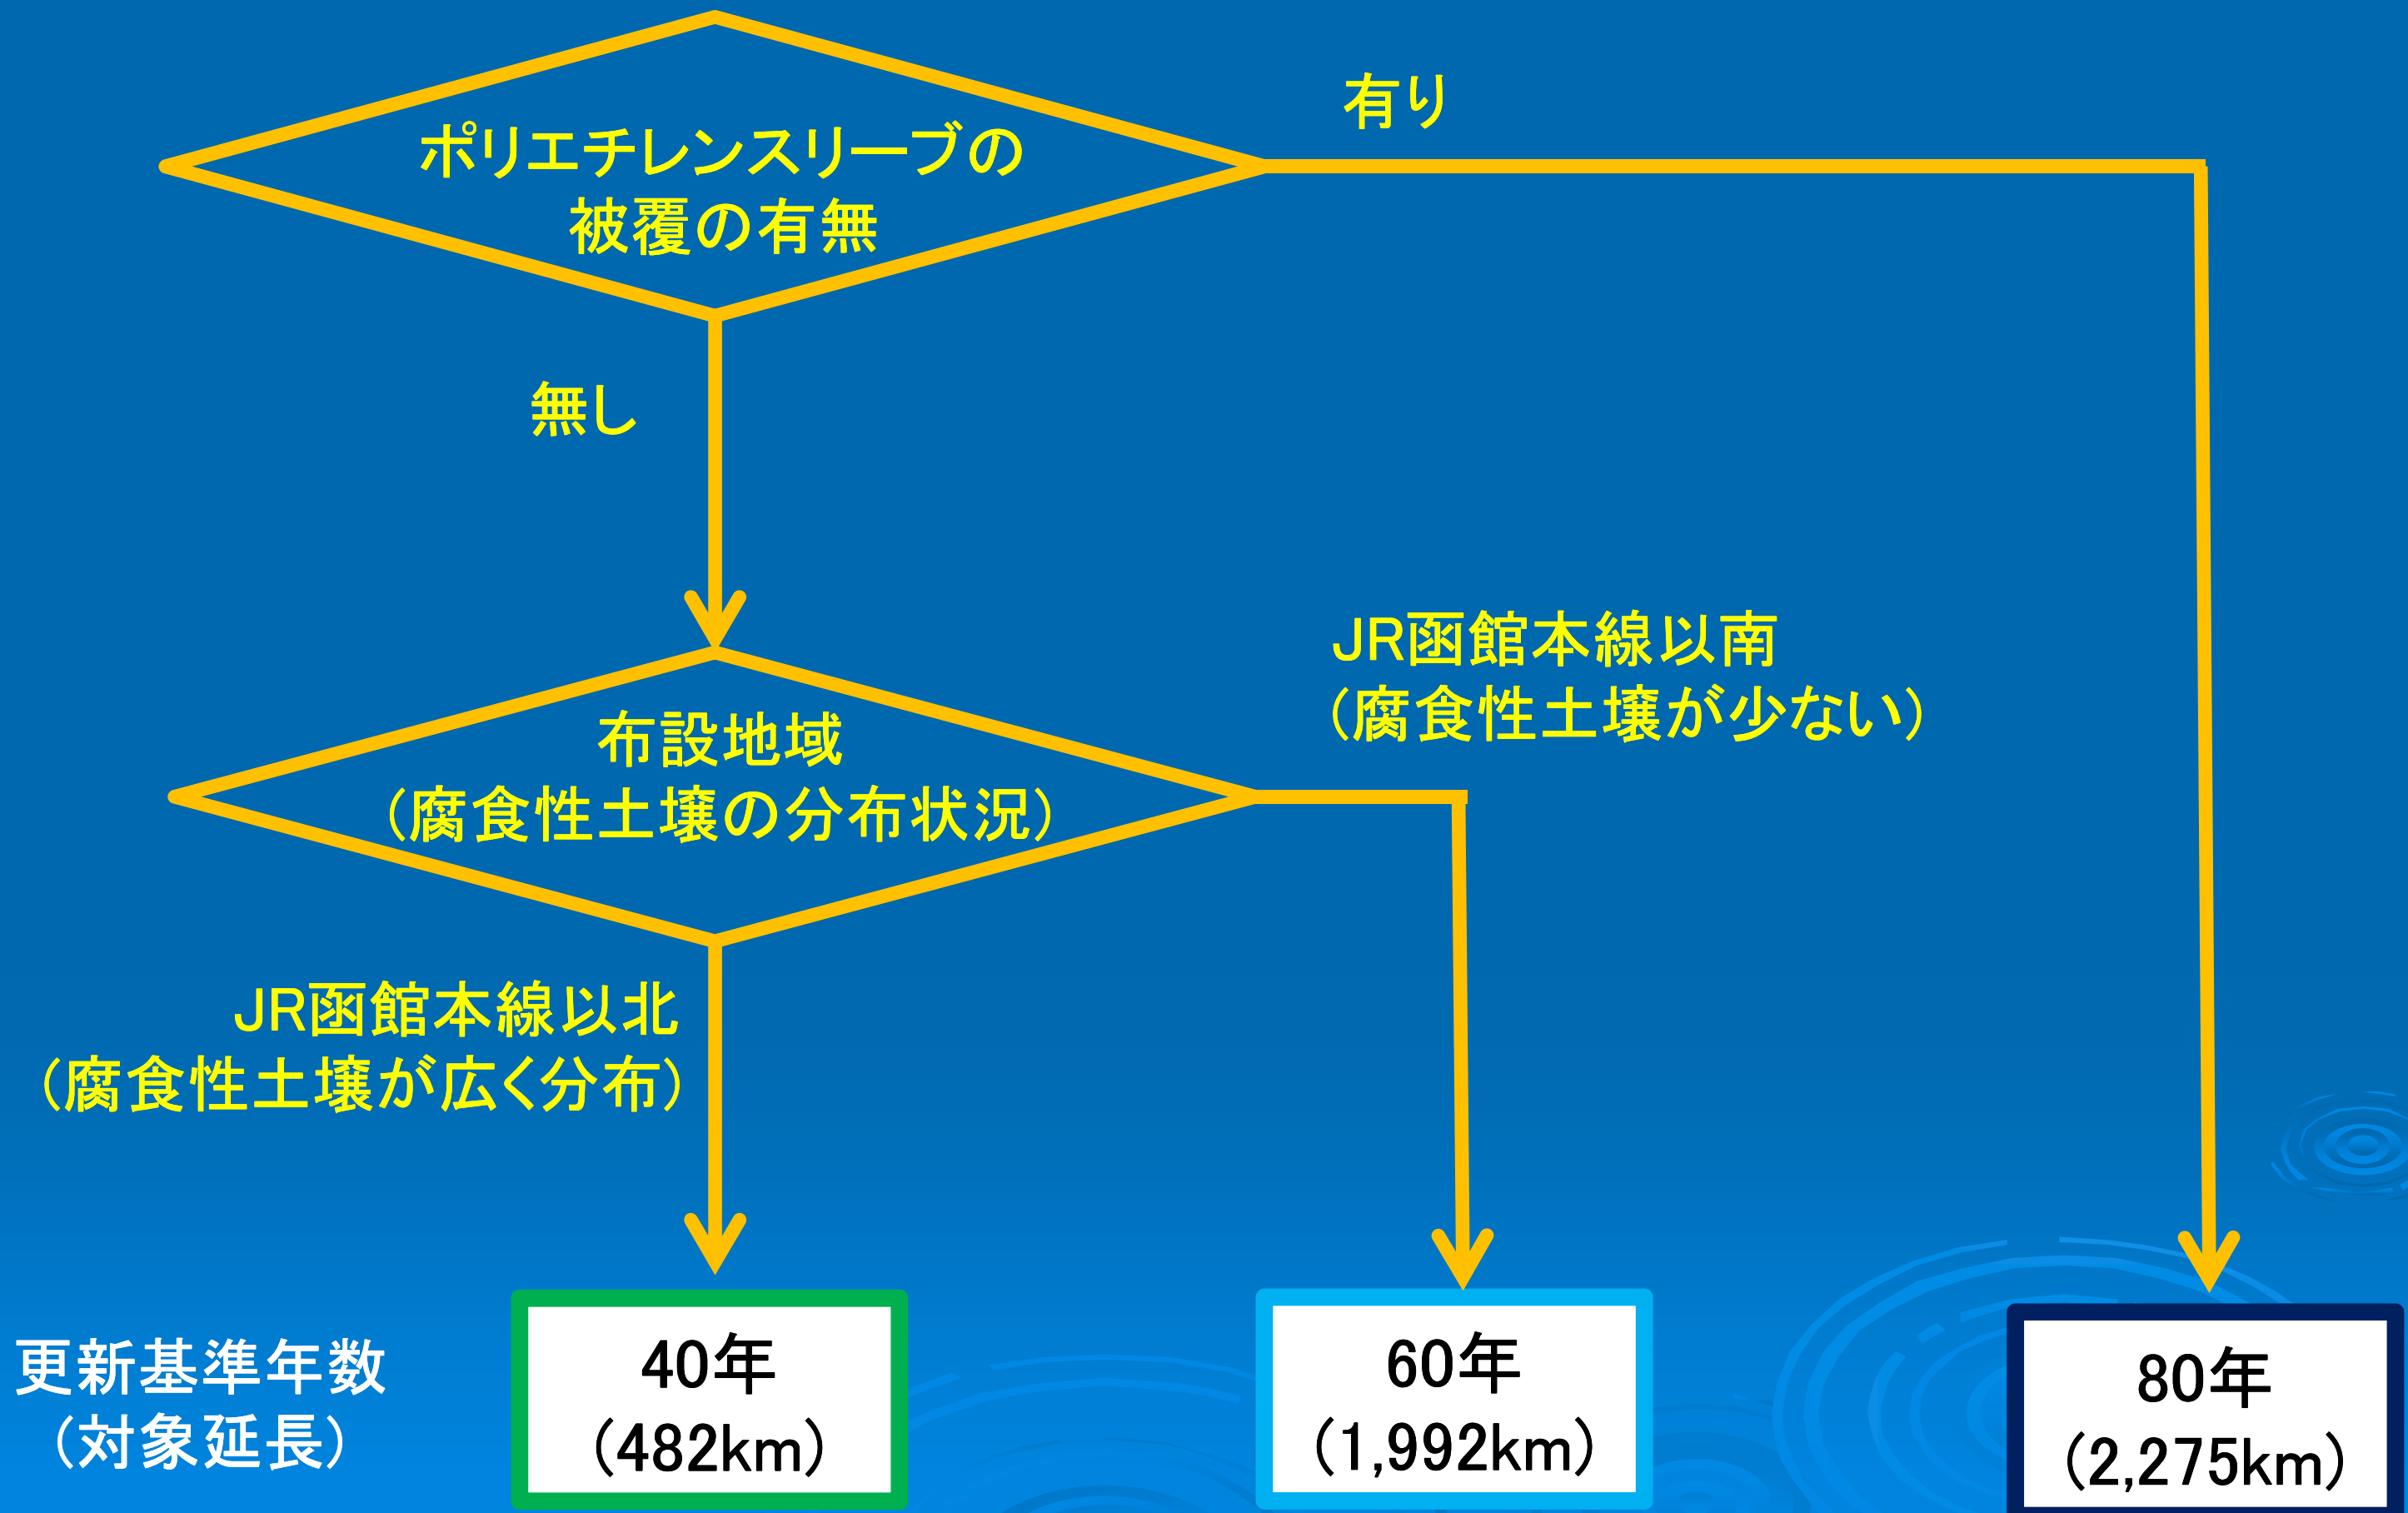 ポリエチレンスリーブの
被覆の有無
有り
無し
布設地域
(腐食性土壌の分布状況)
JR函館本線以南
(腐食性土壌が少ない)
JR函館本線以北
(腐食性土壌が広く分布)
更新基準年数
(対象延長)
40年
(482km)
60年
(1,992km)
80年
(2,275km)